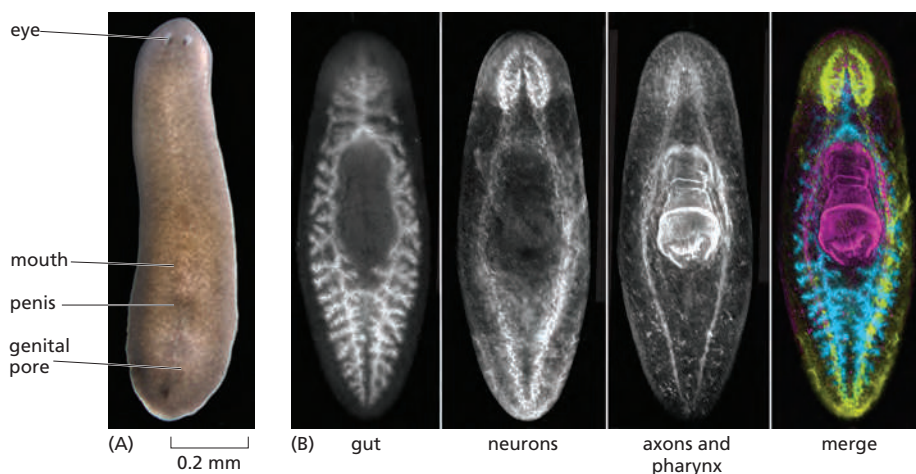 eye
mouth
penis
genital
pore
(A)
0.2 mm
(B)
gut
neurons
axons and
pharynx
merge